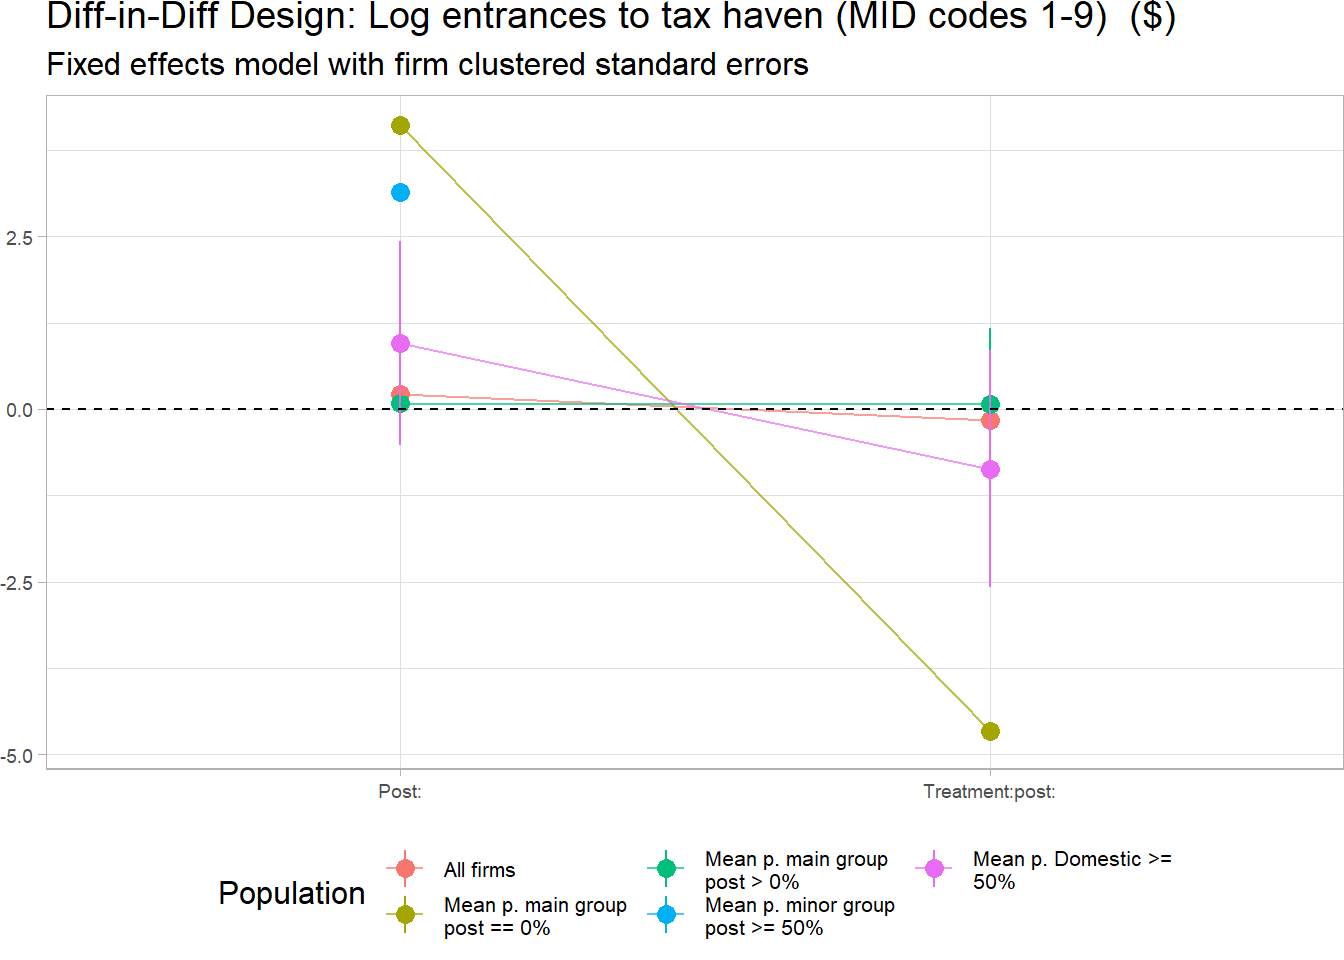 Diff-in-Diff Design: Log entrances to tax haven (MID codes 1-9)  ($)
Fixed effects model with firm clustered standard errors
2.5
0.0
-2.5
-5.0
Post:
Treatment:post:
Population
All firms
Mean p. main group
post == 0%
Mean p. main group
post > 0%
Mean p. minor group
post >= 50%
Mean p. Domestic >=
50%